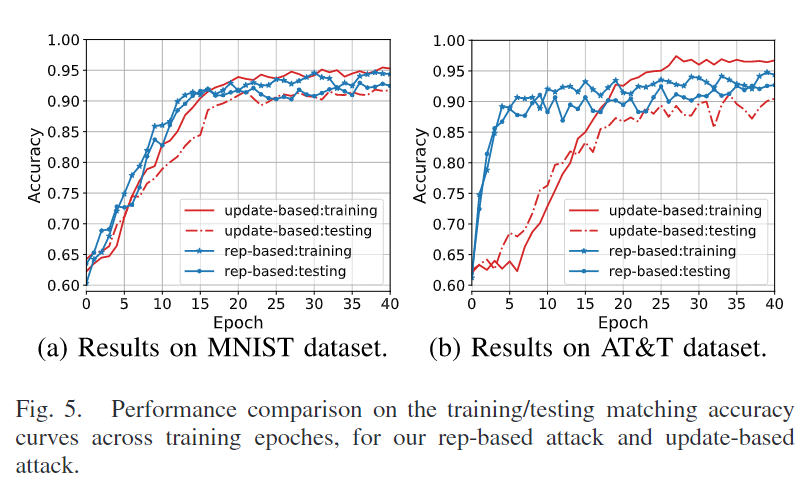 1.00
0.95
0.90
0.85
0.80
0.75
0.70
0.65
0.60
Accuracy
update-based:training
update-based:testing
rep-based:training
rep-based:testing
0 5 10 15 20 25 30 35 40
Epoch
(a) Results on MNIST dataset.
1.00
0.95
0.90
0.85
0.80
0.75
0.70
0.65
0.60
Accuracy
update-based:training
update-based:testing
rep-based:training
rep-based:testing
0 5 10 15 20 25 30 35 40
Epoch
(b) Results on AT&T dataset.
Fig. 5. Performance comparison on the training/testing matching accuracy
curves across training epoches, for our rep-based attack and update-based
attack.